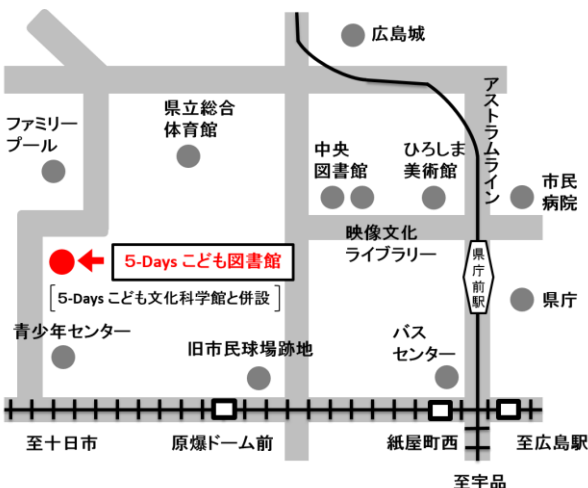 広島城
アストラムライン
県立総合
体育館
ファミリー
プール
中央
図書館
ひろしま
美術館
市民
病院
映像文化
ライブラリー
県庁前駅
5-Days こども図書館
[5-Days こども文化科学館と併設]
県庁
青少年センター
旧市民球場跡地
バス
センター
至十日市
原爆ドーム前
紙屋町西
至広島駅
至宇品